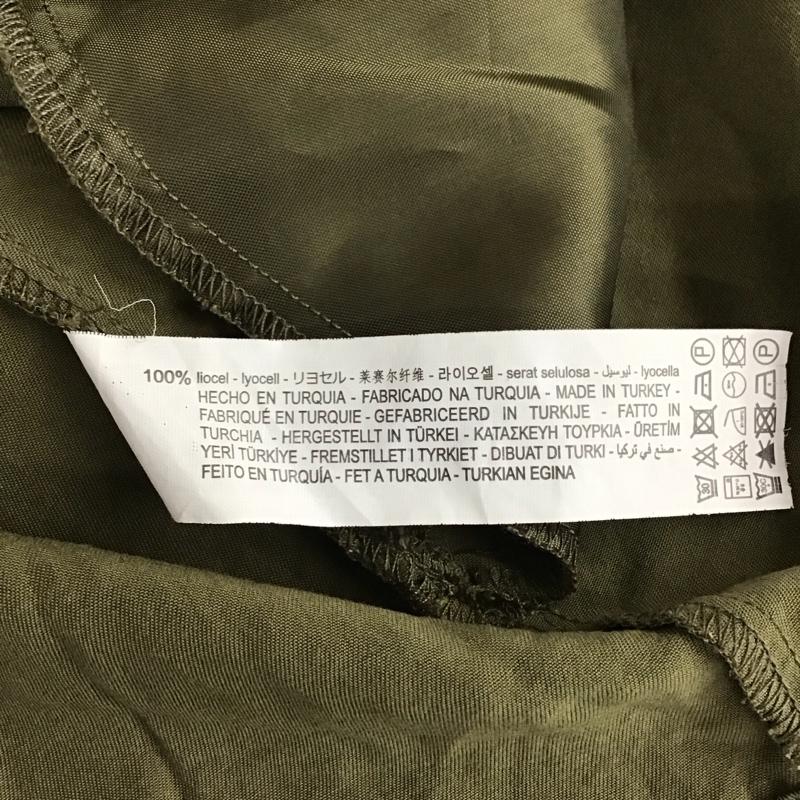 100% liocel - lyocell - リヨセル - 莱赛尔纤维 - 라이오셀 - serat selulosa - ليوسيل - lyocella
HECHO EN TURQUIA - FABRICADO NA TURQUIA - MADE IN TURKEY -
FABRIQUÉ EN TURQUIE - GEFABRICEERD IN TURKIJE - FATTO IN
TURCHIA - HERGESTELLT IN TÜRKEI - ΚΑΤΑΣΚΕΥΗ ΤΟΥΡΚΙΑ - ÜRETİM
YERİ TÜRKİYE - FREMSTILLET I TYRKIET - DIBUAT DI TURKI - صنع في تركيا -
FEITO EN TURQUÍA - FET A TURQUIA - TURKIAN EGINA
P P
30